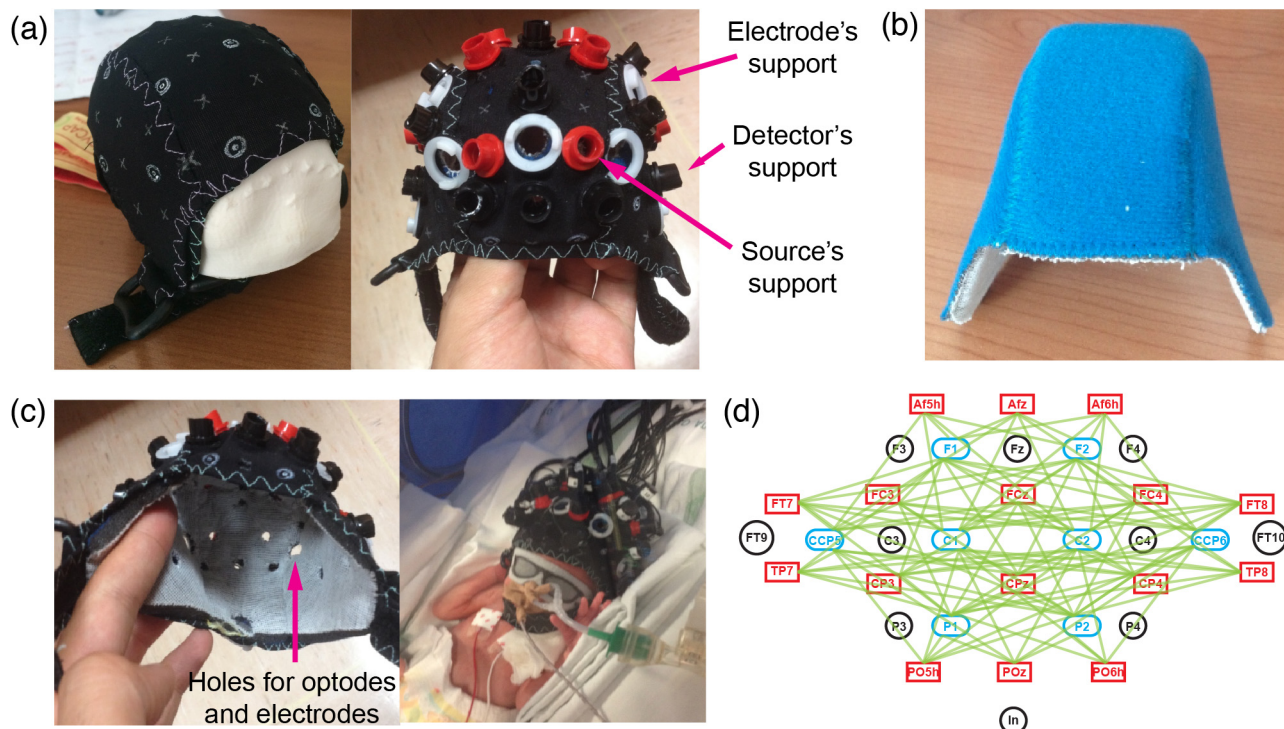 (a)
Electrode's
support
Detector's
support
Source's
support
(b)
(c)
Holes for optodes
and electrodes
(d)
Af5h Afz Af6h
F3 F1 Fz F2 F4
FT7 FC3 FCz FC4 FT8
FT9 CCP5 C3 C1 C2 C4 CCP6 FT10
TP7 CP3 CPz CP4 TP8
P3 P1 P2 P4
PO5h POz PO6h
In